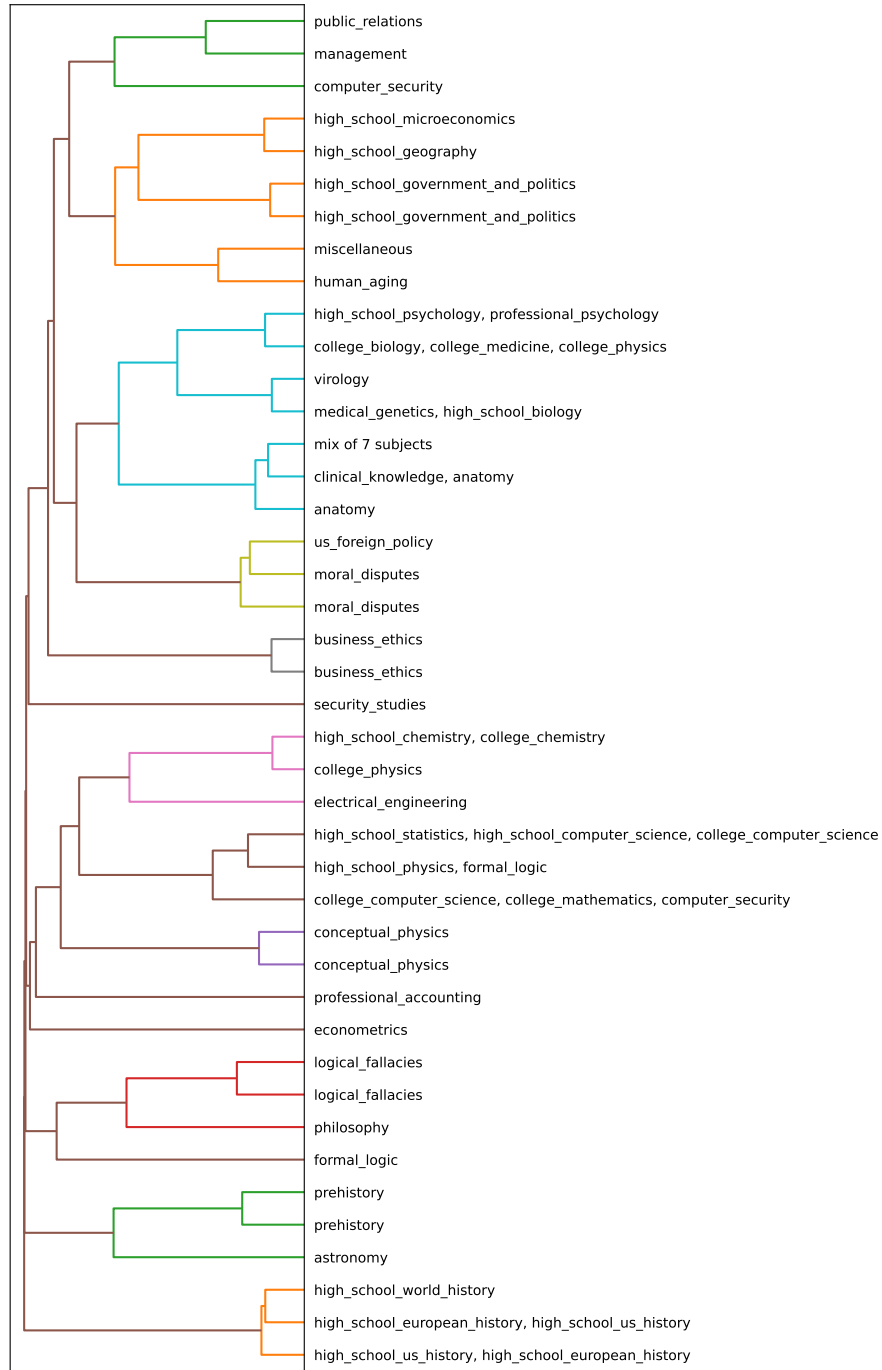 public_relations
management
computer_security
high_school_microeconomics
high_school_geography
high_school_government_and_politics
high_school_government_and_politics
miscellaneous
human_aging
high_school_psychology, professional_psychology
college_biology, college_medicine, college_physics
virology
medical_genetics, high_school_biology
mix of 7 subjects
clinical_knowledge, anatomy
anatomy
us_foreign_policy
moral_disputes
moral_disputes
business_ethics
business_ethics
security_studies
high_school_chemistry, college_chemistry
college_physics
electrical_engineering
high_school_statistics, high_school_computer_science, college_computer_science
high_school_physics, formal_logic
college_computer_science, college_mathematics, computer_security
conceptual_physics
conceptual_physics
professional_accounting
econometrics
logical_fallacies
logical_fallacies
philosophy
formal_logic
prehistory
prehistory
astronomy
high_school_world_history
high_school_european_history, high_school_us_history
high_school_us_history, high_school_european_history